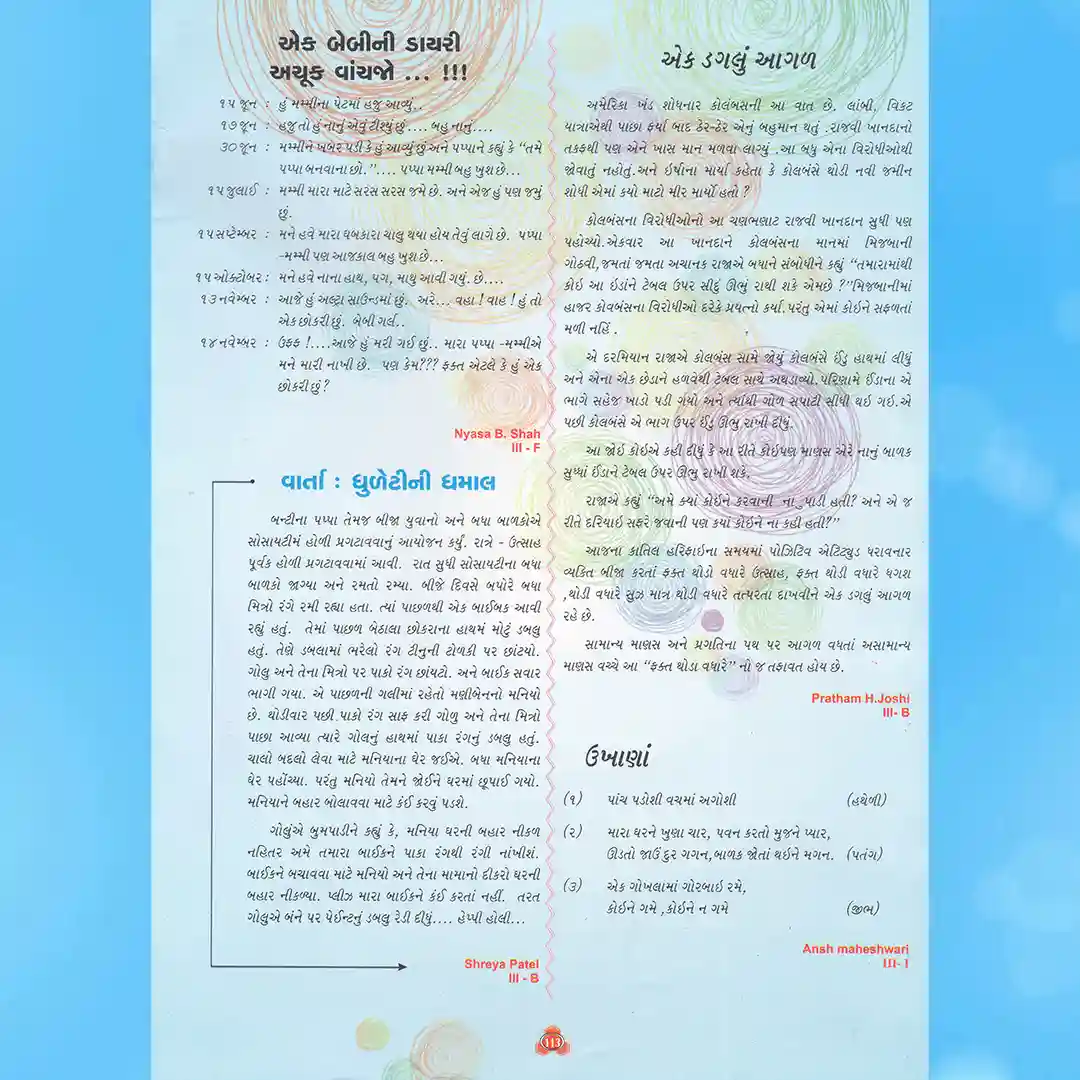 એક બેબીની ડાયરી
અચૂક વાંચજો ... !!!
૧૫ જૂન : હું મમ્મીના પેટમાં હજુ આવ્યું..
૧૭ જૂન : હજુ તો હું નાનું એવું ટીશ્યું છું.... બહુ નાનું....
૩૦ જૂન : મમ્મીને ખબર પડી કે હું આવ્યું છું અને પપ્પાને કહ્યું કે “તમે
પપ્પા બનવાના છો.”.... પપ્પા મમ્મી બહુ ખુશ છે...
૧૫ જુલાઈ : મમ્મી મારા માટે સરસ સરસ જમે છે. અને એજ હું પણ જમું
છું.
૧૫ સપ્ટેમ્બર : મને હવે મારા ધબકારા ચાલુ થયા હોય તેવું લાગે છે. પપ્પા
-મમ્મી પણ આજકાલ બહુ ખુશ છે...
૧૫ ઓક્ટોબર : મને હવે નાના હાથ, પગ, માથુ આવી ગયું. છે....
૧૩ નવેમ્બર : આજે હું અલ્ટ્રા સાઉન્ડમાં છું. અરે... વહા ! વાહ ! હું તો
એક છોકરી છું. બેબી ગર્લ..
૧૪ નવેમ્બર : ઉફફ !....આજે હું મરી ગઈ છું.. મારા પપ્પા -મમ્મીએ
મને મારી નાખી છે. પણ કેમ??? ફક્ત એટલે કે હું એક
છોકરી છું?
Nyasa B. Shah
III - F
વાર્તા : ધુળેટીની ધમાલ
બન્ટીના પપ્પા તેમજ બીજા યુવાનો અને બધા બાળકોએ
સોસાયટીમં હોળી પ્રગટાવવાનું આયોજન કર્યું. રાત્રે - ઉત્સાહ
પૂર્વક હોળી પ્રગટાવવામાં આવી. રાત સુધી સોસાયટીના બધા
બાળકો જાગ્યા અને રમતો રમ્યા. બીજે દિવસે બપોરે બધા
મિત્રો રંગે રમી રહ્યા હતા. ત્યાં પાછળથી એક બાઈબક આવી
રહ્યું હતું. તેમાં પાછળ બેઠાલા છોકરાના હાથમં મોટું ડબલુ
હતું. તેણે ડબલામાં ભરેલો રંગ ટીનુની ટોળકી પર છાંટયો.
ગોલુ અને તેના મિત્રો પર પાકો રંગ છાંયટો. અને બાઈક સવાર
ભાગી ગયા. એ પાછળની ગલીમાં રહેતો મણીબેનનો મનિયો
છે. થોડીવાર પછી પાકો રંગ સાફ કરી ગોળુ અને તેના મિત્રો
પાછા આવ્યા ત્યારે ગોલનું હાથમાં પાકા રંગનું ડબલુ હતું.
ચાલો બદલો લેવા માટે મનિયાના ઘેર જઈએ. બધા મનિયાના
ઘેર પહોંચ્યા. પરંતુ મનિયો તેમને જોઈને ઘરમાં છૂપાઈ ગયો.
મનિયાને બહાર બોલાવવા માટે કંઈ કરવું પડશે.
ગોલુંએ બુમપાડીને કહ્યું કે, મનિયા ઘરની બહાર નીકળ
નહિતર અમે તમારા બાઈકને પાકા રંગથી રંગી નાંખીશં.
બાઈકને બચાવવા માટે મનિયો અને તેના મામાનો દીકરો ઘરની
બહાર નીકળ્યા. પ્લીઝ મારા બાઈકને કંઈ કરતાં નહીં. તરત
ગોલુએ બંને પર પેઈન્ટનું ડબલુ રેડી દીધું.... હેપ્પી હોલી...
Shreya Patel
III - B
એક ડગલું આગળ
અમેરિકા ખંડ શોધનાર કોલંબસની આ વાત છે. લાંબી, વિકટ
યાત્રાએથી પાછા ફર્યા બાદ ઠેર-ઠેર એનું બહુમાન થતું .રાજવી ખાનદાનો
તકફથી પણ એને ખાસ માન મળવા લાગ્યું .આ બધુ એના વિરોધીઓથી
જોવાતું નહોતું.અને ઈર્ષાના માર્યા કહેતા કે કોલંબસે થોડી નવી જમીન
શોધી એમાં કયો માટો મીર માર્યો હતો ?
કોલબંસના વિરોધીઓનો આ ચણભણાટ રાજવી ખાનદાન સુધી પણ
પહોચ્યો.એકવાર આ ખાનદાને કોલબંસના માનમાં મિજબાની
ગોઠવી,જમતાં જમતા અચાનક રાજાએ બધાને સંબોધીને કહ્યું “તમારામાંથી
કોઈ આ ઈડાંને ટેબલ ઉપર સીદું ઊભું રાથી શકે એમછે ?”મિજબાનીમાં
હાજર કોવબંસના વિરોધીઓ દરેકે પ્રયત્નો કર્યા.પરંતુ એમાં કોઈને સફળતાં
મળી નહિં .
એ દરમિયાન રાજાએ કોલબંસ સામે જોયું કોલબંસે ઈંડુ હાથમાં લીધું
અને એના એક છેડાને હળવેથી ટેબલ સાથે અથડાવ્યો.પરિણામે ઈંડાના એ
ભાગે સહેજ ખાડો પડી ગયો અને ત્યાંથી ગોળ સપાટી સીધી થઇ ગઇ.એ
પછી કોલબંસે એ ભાગ ઉપર ઈંડું ઊભુ રાખી દીધું.
આ જોઈ કોઈએ કહી દીધું કે આ રીતે કોઈપણ માણસ એરે નાનું બાળક
સુધ્ધાં ઈંડાને ટેબલ ઉપર ઊભુ રાખી શકે.
રાજાએ કહ્યું “અમે ક્યાં કોઈને કરવાની ના પાડી હતી? અને એ જ
રીતે દરિયાઇ સફરે જવાની પણ ક્યાં કોઈને ના કહી હતી?”
આજના કાતિલ હરિફાઇના સમયમાં પોઝિટિવ એટિટ્યુડ ધરાવનાર
વ્યક્તિ બીજા કરતાં ફક્ત થોડો વધારે ઉત્સાહ, ફક્ત થોડી વધારે ધગશ
,થોડી વધારે સુઝ માત્ર થોડી વધારે તત્પરતા દાખવીને એક ડગલું આગળ
રહે છે.
સામાન્ય માણસ અને પ્રગતિના પથ પર આગળ વધતાં અસામાન્ય
માણસ વચ્ચે આ “ફક્ત થોડા વધારે” નો જ તફાવત હોય છે.
Pratham H.Joshi
III- B
ઉખાણાં
(૧) પાંચ પડોશી વચમાં અગોશી (હથેળી)
(૨) મારા ઘરને ખુણા ચાર, પવન કરતો મુજને પ્યાર,
ઊડતો જાઉં દુર ગગન,બાળક જોતાં થઇને મગન. (પતંગ)
(૩) એક ગોખલામાં ગોરબાઇ રમે,
કોઇને ગમે ,કોઇને ન ગમે (જીભ)
Ansh maheshwari
III- I
113